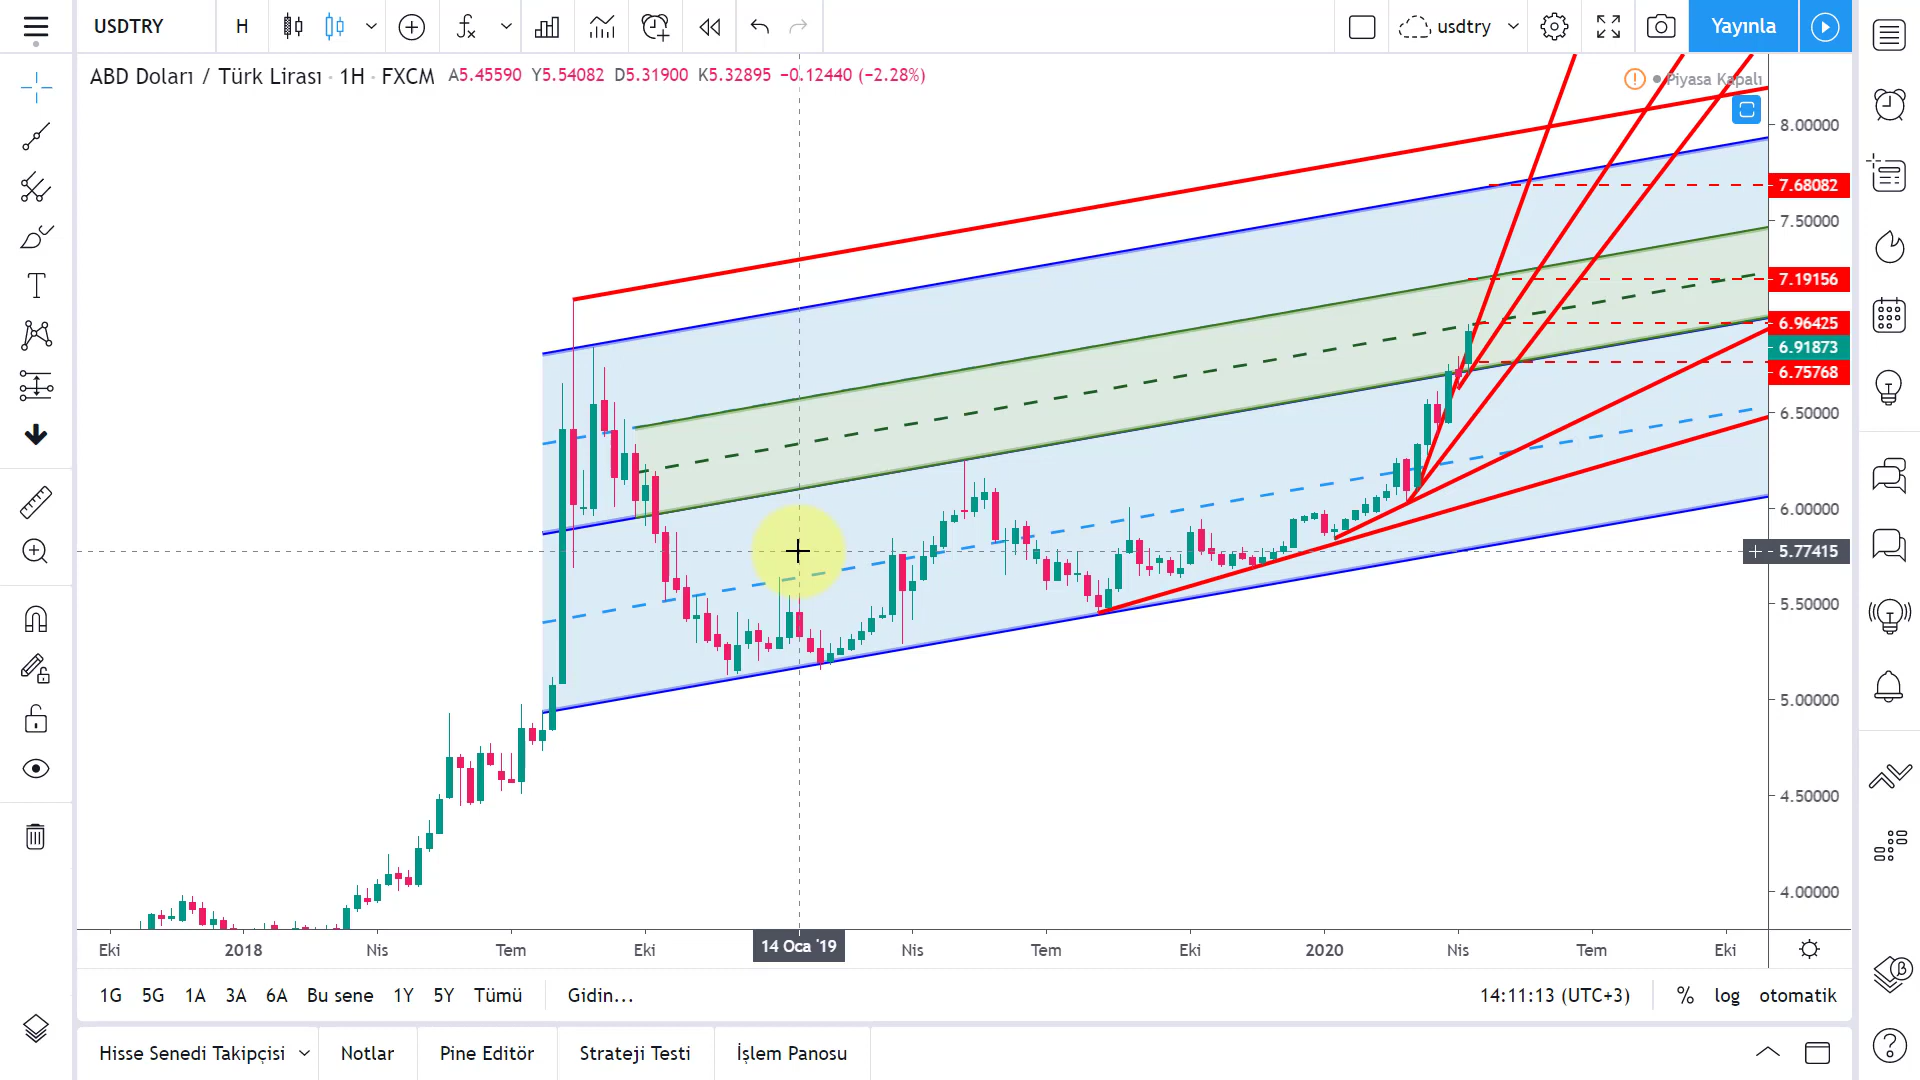 USDTRY H usdtry Yayınla
ABD Doları / Türk Lirası · 1H · FXCM A5.45590 Y5.54082 D5.31900 K5.32895 −0.12440 (−2.28%)
Piyasa Kapalı
8.00000
7.68082
7.50000
7.19156
6.96425
6.91873
6.75768
6.50000
6.00000
5.77415
5.50000
5.00000
4.50000
4.00000
Eki 2018 Nis Tem Eki 14 Oca '19 Nis Tem Eki 2020 Nis Tem Eki
1G 5G 1A 3A 6A Bu sene 1Y 5Y Tümü Gidin... 14:11:13 (UTC+3) % log otomatik
Hisse Senedi Takipçisi Notlar Pine Editör Strateji Testi İşlem Panosu